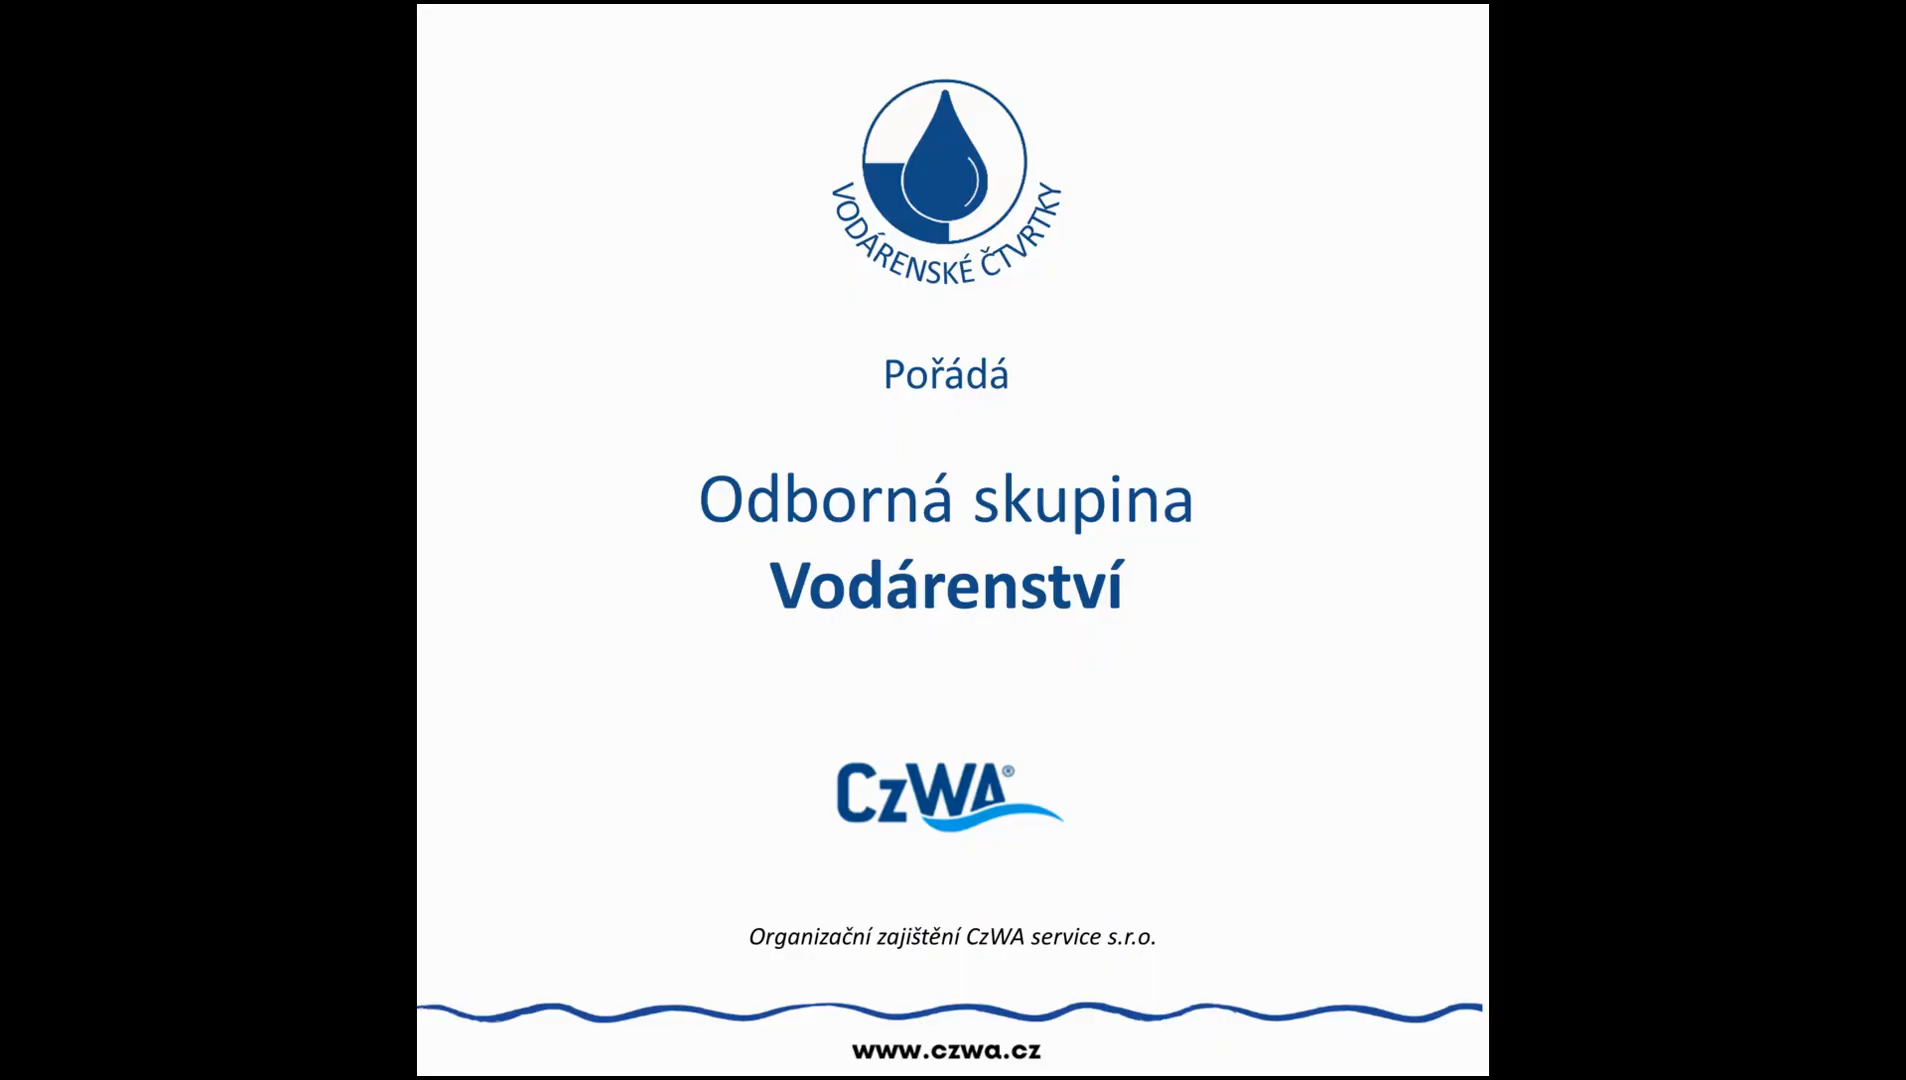 VODÁRENSKÉ ČTVRTKY
Pořádá
Odborná skupina
Vodárenství
CzWA®
Organizační zajištění CzWA service s.r.o.
www.czwa.cz